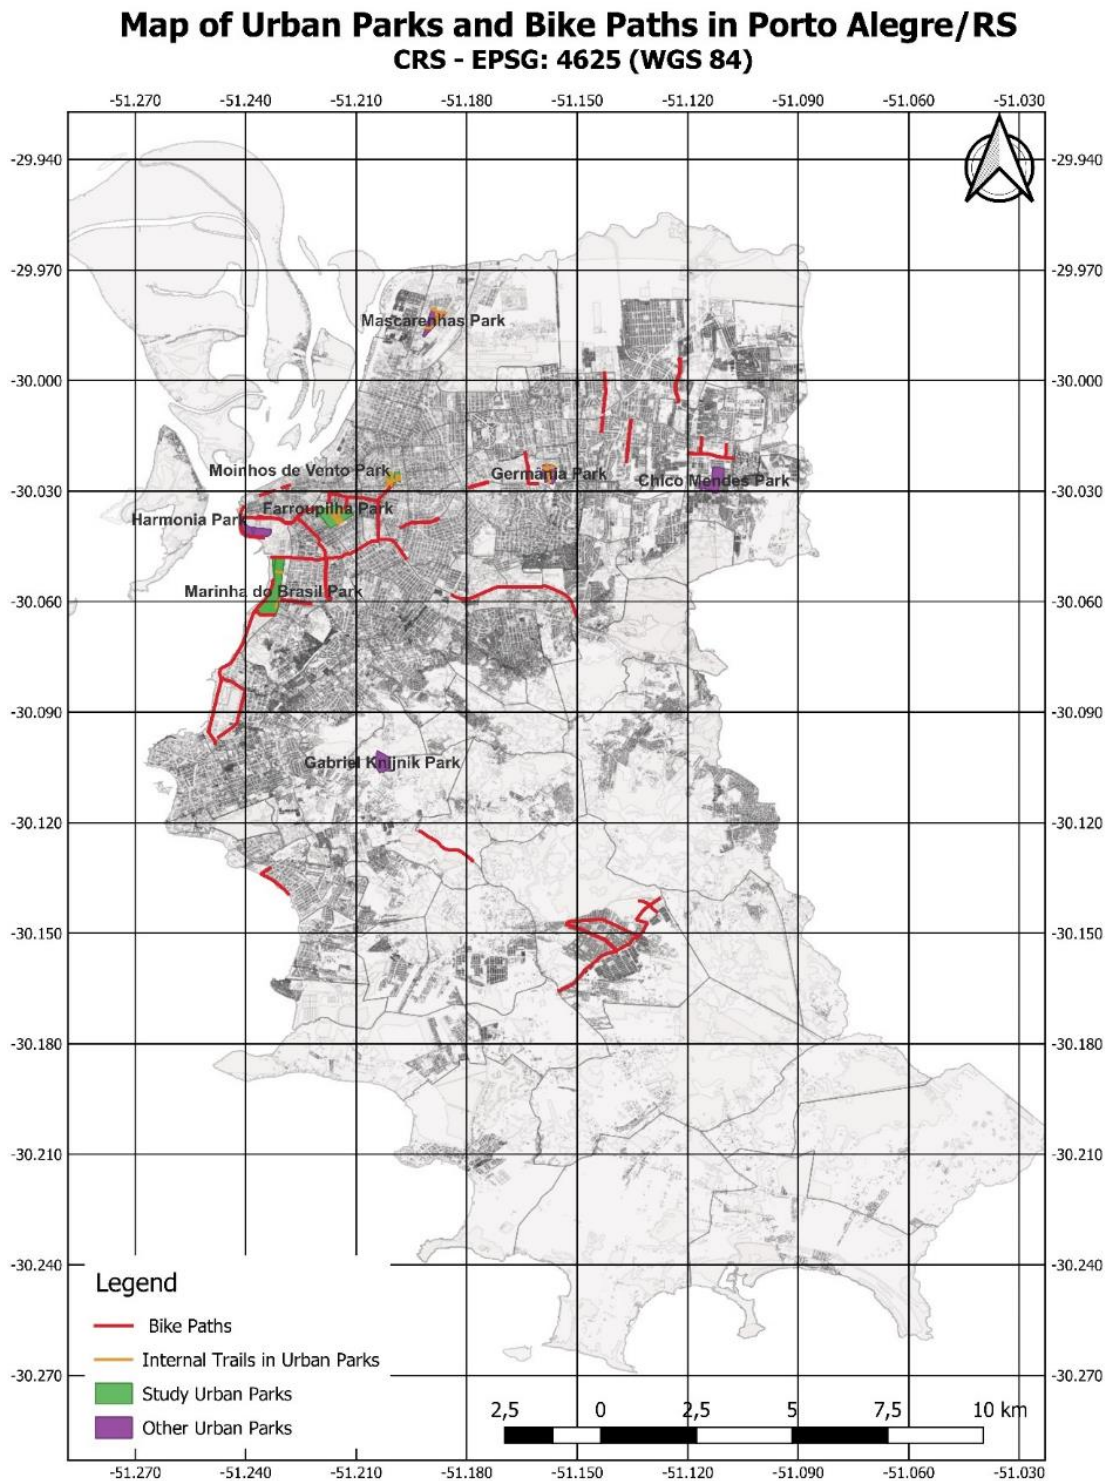 Map of Urban Parks and Bike Paths in Porto Alegre/RS
CRS - EPSG: 4625 (WGS 84)
-51.270 -51.240 -51.210 -51.180 -51.150 -51.120 -51.090 -51.060 -51.030
-29.940 -29.940
-29.970 -29.970
Mascarenhas Park
-30.000 -30.000
Moinhos de Vento Park
Germânia Park
Chico Mendes Park
-30.030 -30.030
Farroupilha Park
Harmonia Park
Marinha do Brasil Park
-30.060 -30.060
-30.090 -30.090
Gabriel Knijnik Park
-30.120 -30.120
-30.150 -30.150
-30.180 -30.180
-30.210 -30.210
-30.240 -30.240
Legend
Bike Paths
Internal Trails in Urban Parks
-30.270 -30.270
Study Urban Parks
Other Urban Parks
2,5 0 2,5 5 7,5 10 km
-51.270 -51.240 -51.210 -51.180 -51.150 -51.120 -51.090 -51.060 -51.030